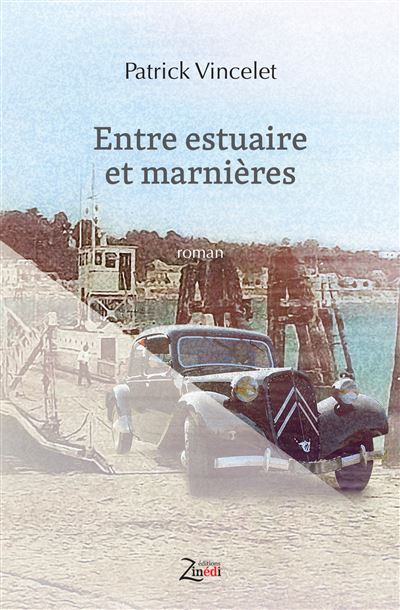 Patrick Vincelet
Entre estuaire
et marnières
roman
éditions
Zinédi